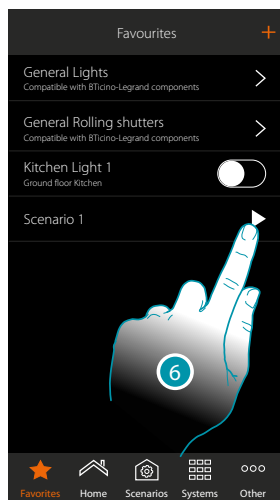 Favourites
General Lights
Compatible with BTicino-Legrand components
General Rolling shutters
Compatible with BTicino-Legrand components
Kitchen Light 1
Ground floor Kitchen
Scenario 1
6
Favorites Home Scenarios Systems Other